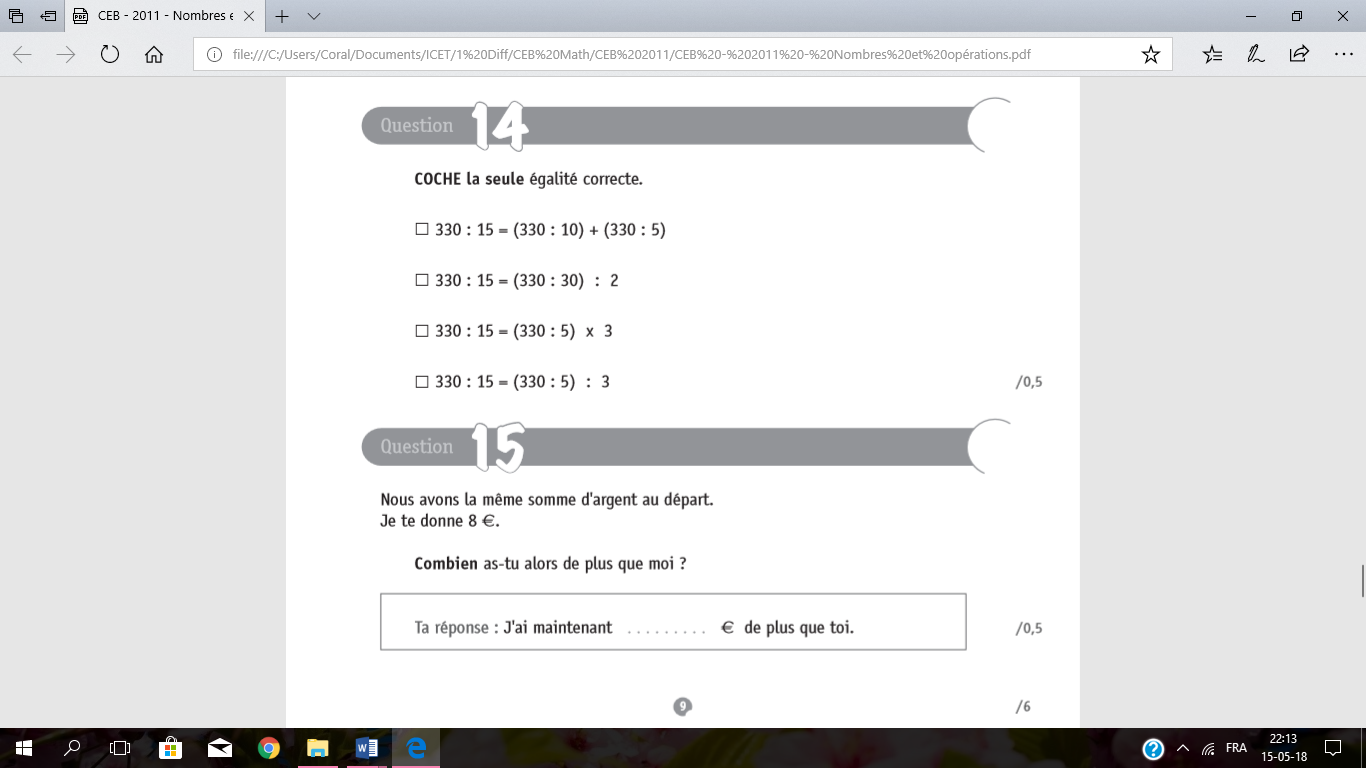 CEB - 2011 - Nombres e
file:///C:/Users/Coral/Documents/ICET/1%20Diff/CEB%20Math/CEB%202011/CEB%20-%202011%20-%20Nombres%20et%20opérations.pdf
Question 14
COCHE la seule égalité correcte.
☐ 330 : 15 = (330 : 10) + (330 : 5)
☐ 330 : 15 = (330 : 30) : 2
☐ 330 : 15 = (330 : 5) x 3
☐ 330 : 15 = (330 : 5) : 3
/0,5
Question 15
Nous avons la même somme d'argent au départ.
Je te donne 8 €.
Combien as-tu alors de plus que moi ?
Ta réponse : J'ai maintenant ......... € de plus que toi.
/0,5
9
/6
FRA
22:13
15-05-18